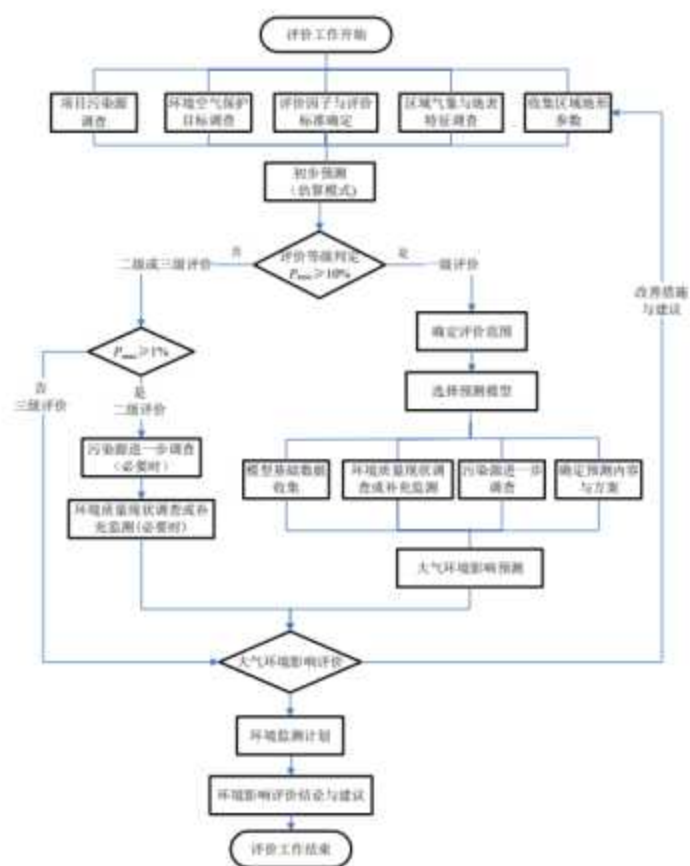 评价工作开始
项目污染源
调查
环境空气保护
目标调查
评价因子与评价
标准确定
区域气象与地表
特征调查
收集区域地形
参数
初步预测
(估算模式)
否
评价等级判定
Pmax≥10%
是
二级或三级评价
一级评价
改善措施
与建议
确定评价范围
Pmax≥1%
选择预测模型
否
三级评价
是
二级评价
污染源进一步调查
(必要时)
模型基础数据
收集
环境质量现状调
查或补充监测
污染源进一步
调查
确定预测内容
与方案
环境质量现状调查或补
充监测(必要时)
大气环境影响预测
大气环境影响评价
环境监测计划
环境影响评价结论与建议
评价工作结束